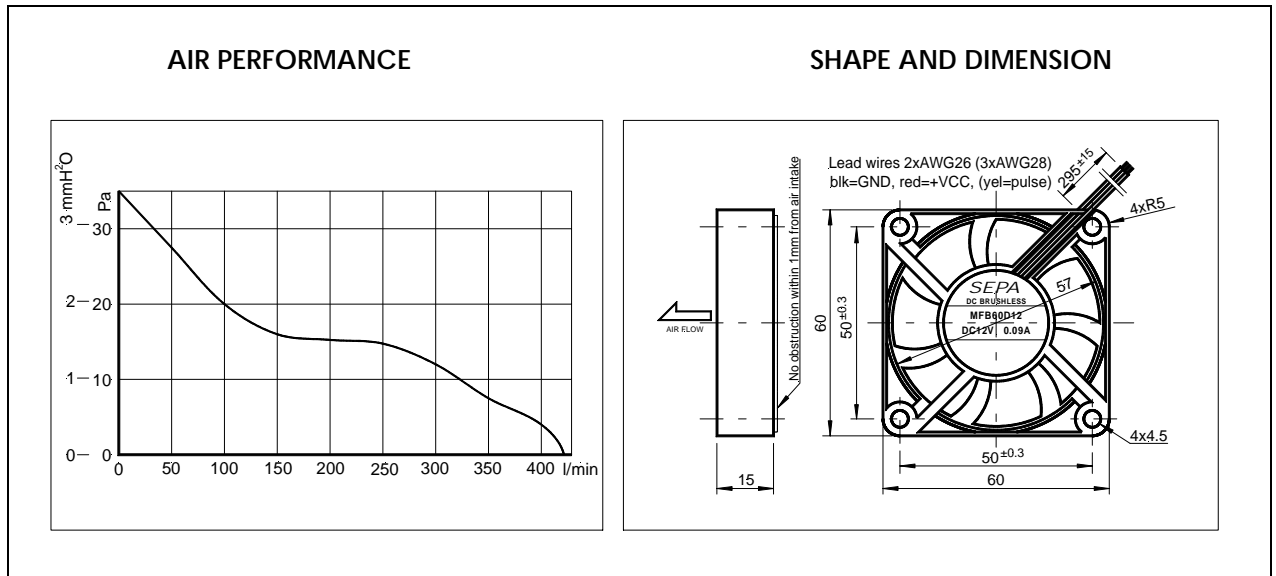 AIR PERFORMANCE
3 mmH²O
Pa
30
2
20
1
10
0
0
0 50 100 150 200 250 300 350 400 l/min
SHAPE AND DIMENSION
Lead wires 2xAWG26 (3xAWG28)
blk=GND, red=+VCC, (yel=pulse)
295±15
4xR5
No obstruction within 1mm from air intake
AIR FLOW
60
50±0.3
57
SEPA
DC BRUSHLESS
MFB60D12
DC12V 0.09A
4x4.5
50±0.3
15
60